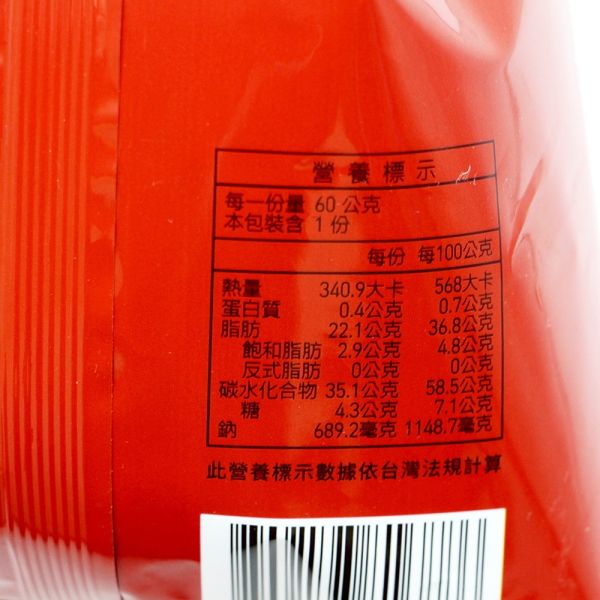 營養標示
每一份量 60 公克
本包裝含 1 份
每份 每100公克
熱量 340.9大卡 568大卡
蛋白質 0.4公克 0.7公克
脂肪 22.1公克 36.8公克
飽和脂肪 2.9公克 4.8公克
反式脂肪 0公克 0公克
碳水化合物 35.1公克 58.5公克
糖 4.3公克 7.1公克
鈉 689.2毫克 1148.7毫克
此營養標示數據依台灣法規計算